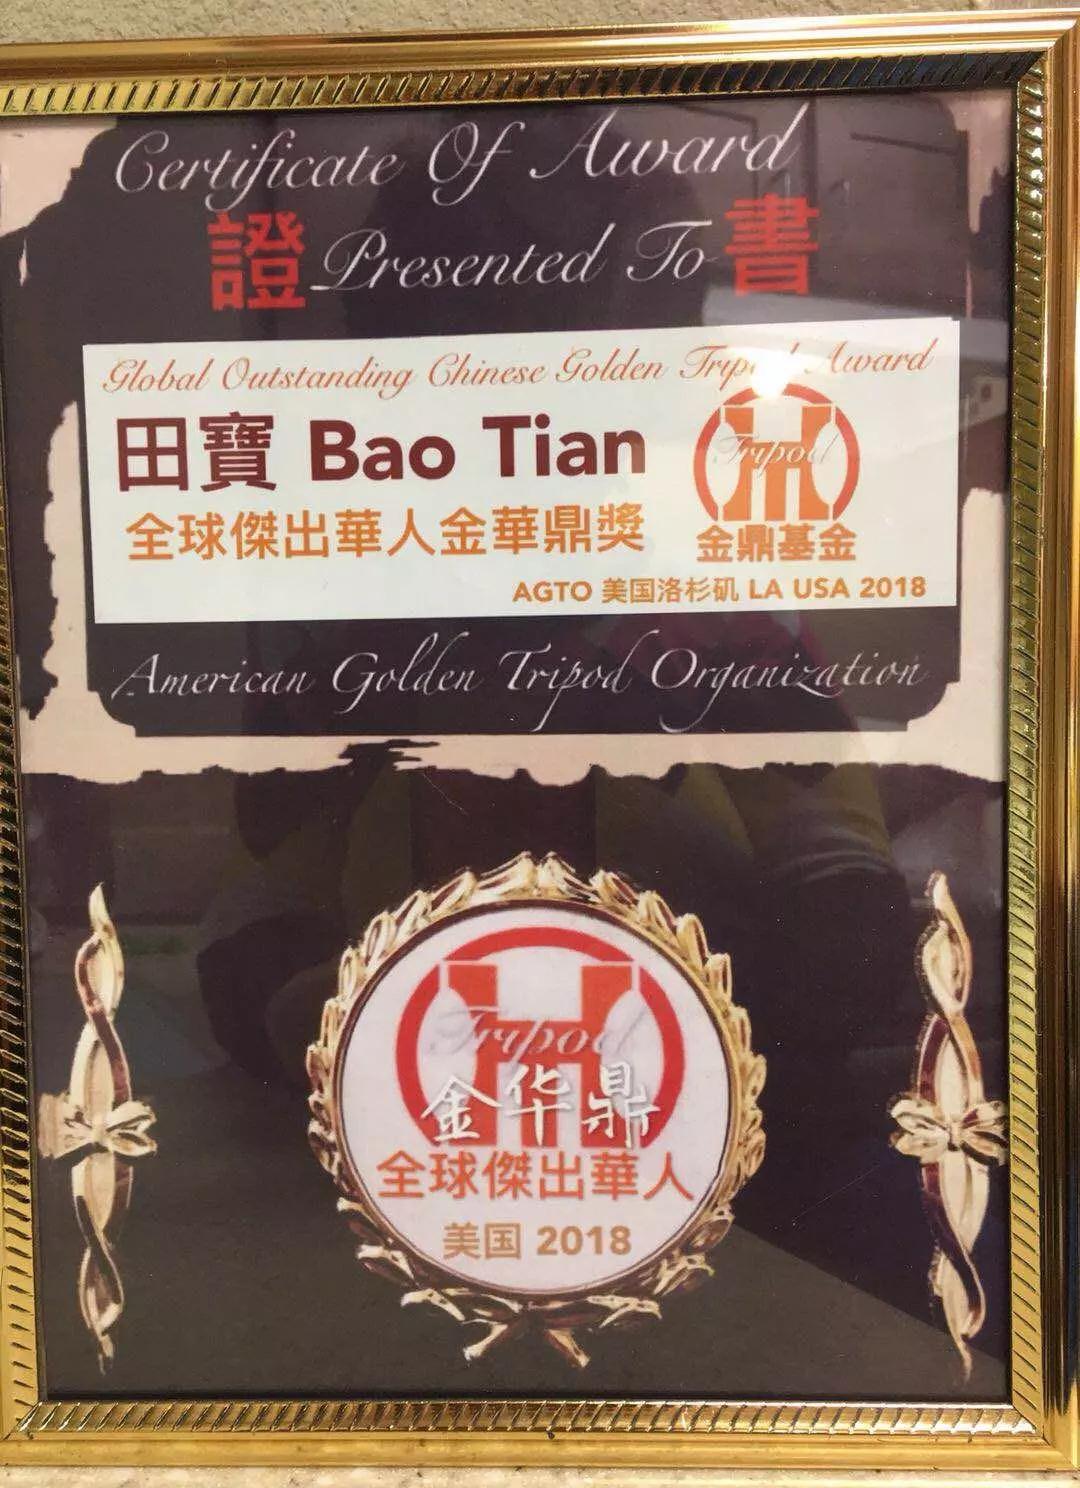 Certificate Of Award
證 Presented To 書
Global Outstanding Chinese Golden Tripod Award
田寶 Bao Tian
Tripod
全球傑出華人金華鼎獎
金鼎基金
AGTO 美国洛杉矶 LA USA 2018
American Golden Tripod Organization
Tripod
金华鼎
全球傑出華人
美国 2018